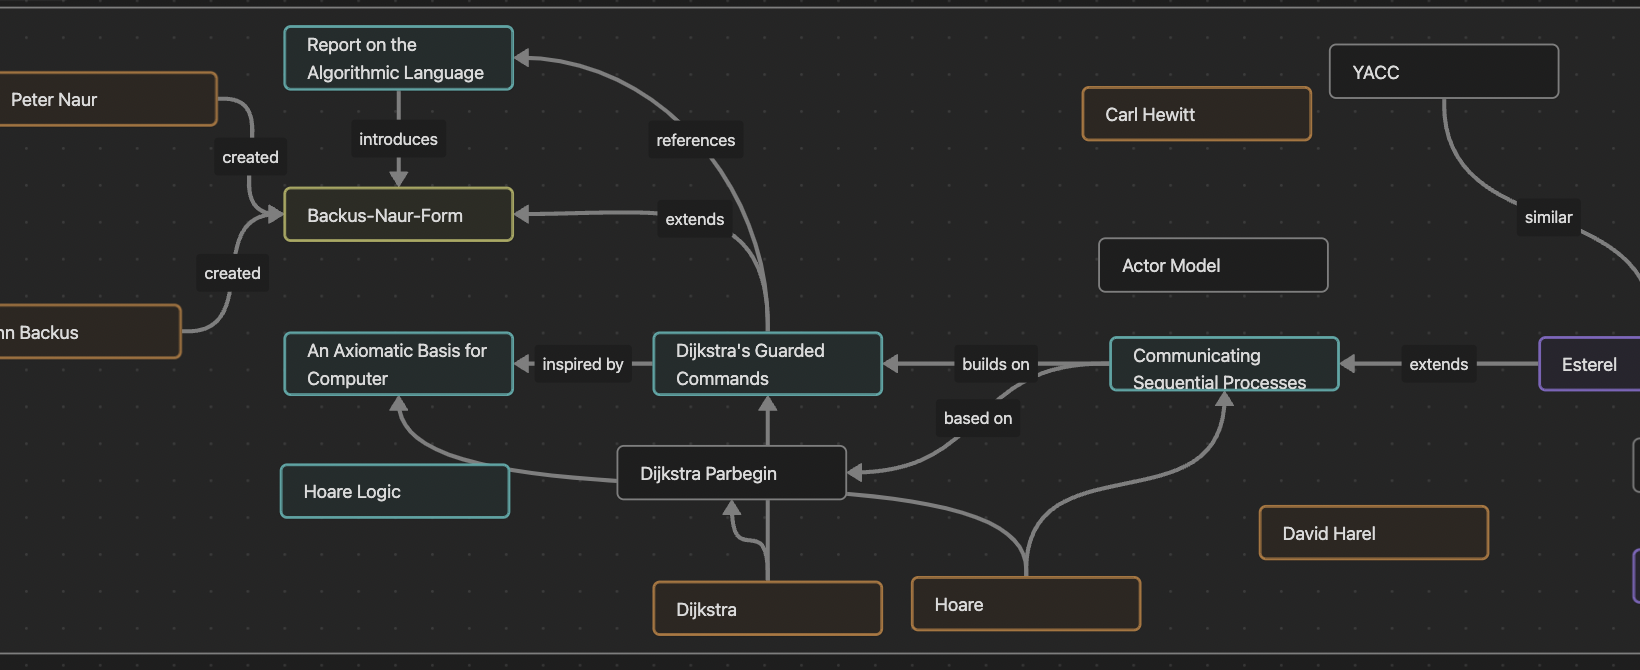 Report on the
Algorithmic Language
YACC
Peter Naur
Carl Hewitt
introduces
references
created
Backus-Naur-Form
extends
similar
created
Actor Model
nn Backus
An Axiomatic Basis for
Computer
inspired by
Dijkstra's Guarded
Commands
builds on
Communicating
Sequential Processes
extends
Esterel
based on
Dijkstra Parbegin
Hoare Logic
David Harel
Dijkstra
Hoare